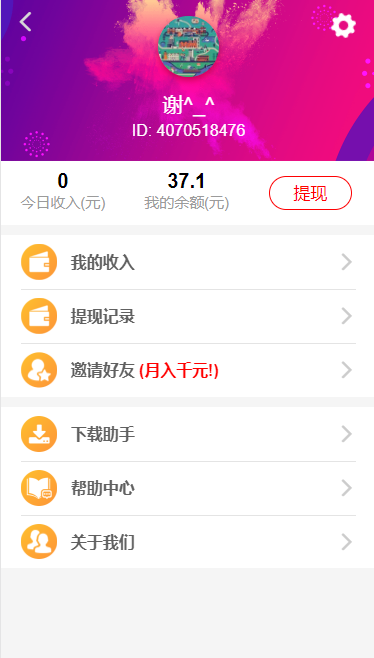 谢^_^
ID: 4070518476
0
今日收入(元)
37.1
我的余额(元)
提现
我的收入
提现记录
邀请好友 (月入千元!)
下载助手
帮助中心
关于我们